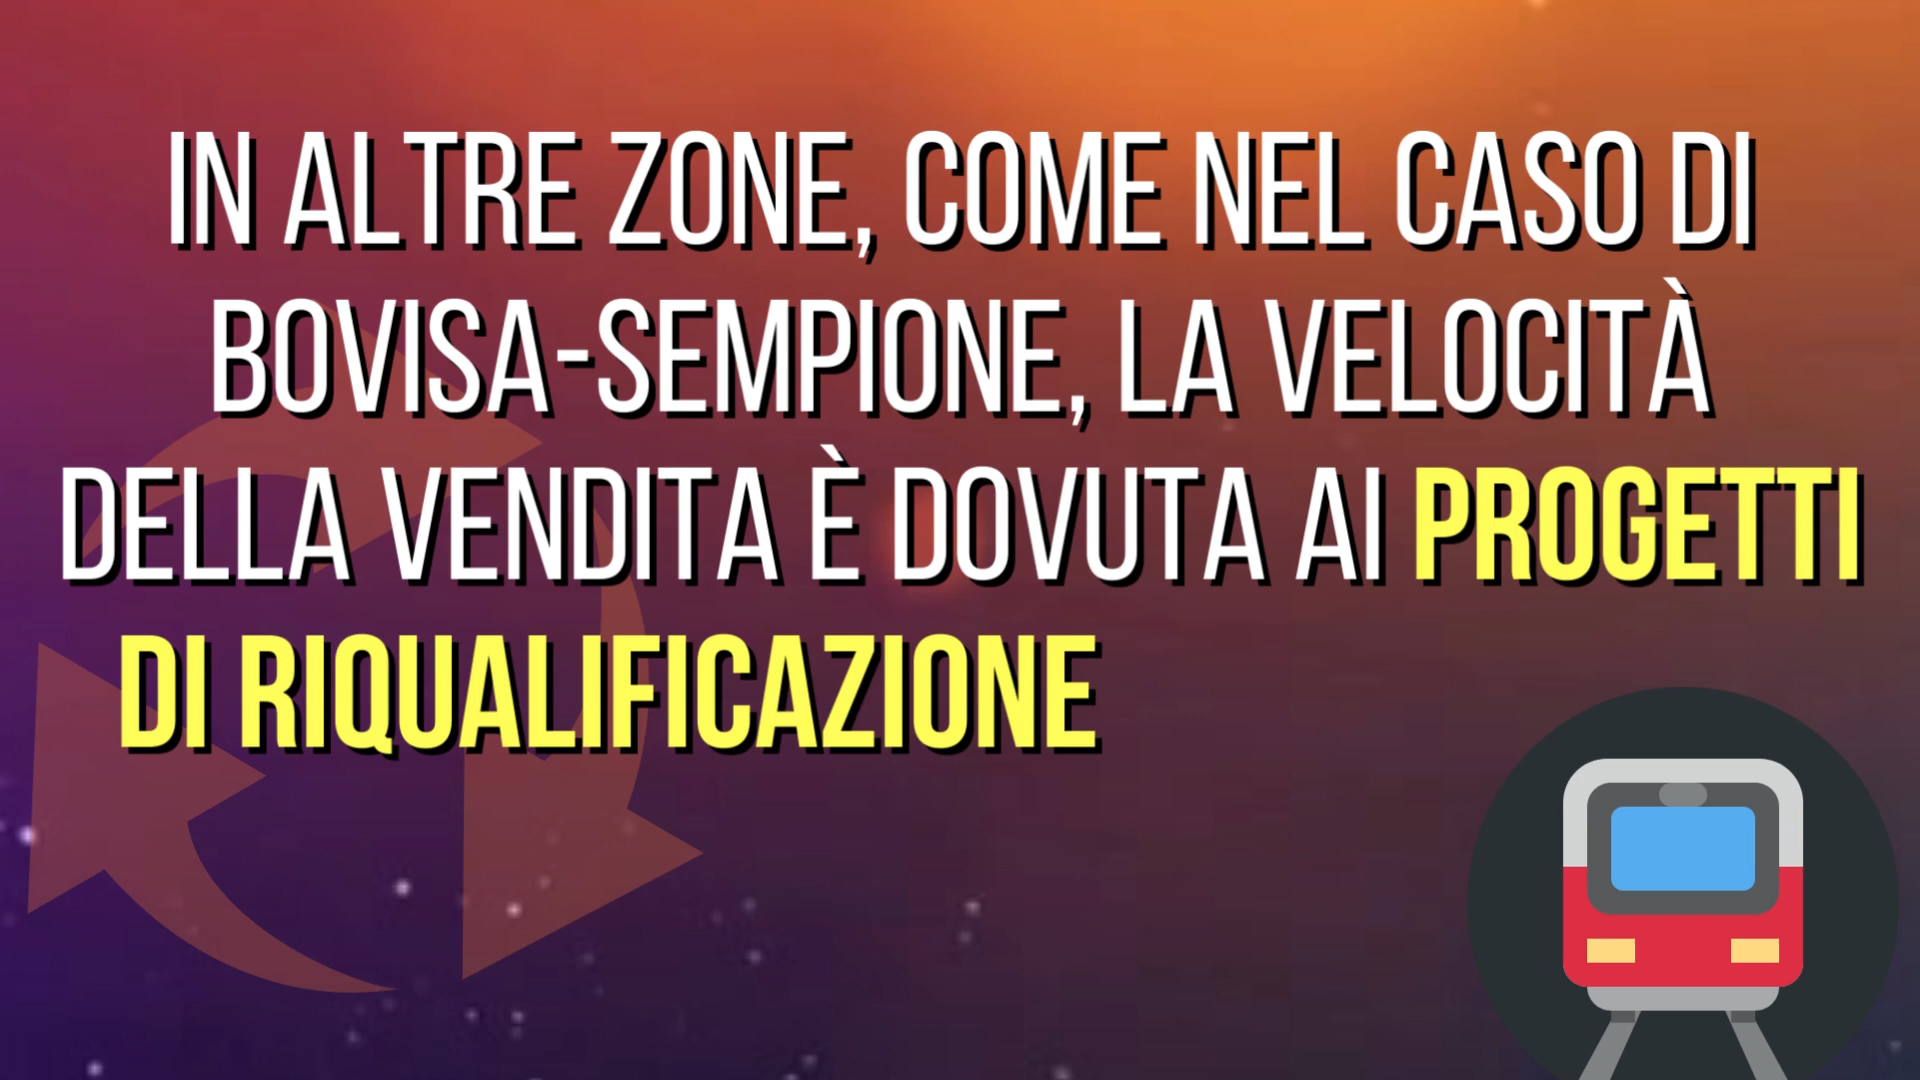 IN ALTRE ZONE, COME NEL CASO DI
BOVISA-SEMPIONE, LA VELOCITÀ
DELLA VENDITA È DOVUTA AI PROGETTI
DI RIQUALIFICAZIONE